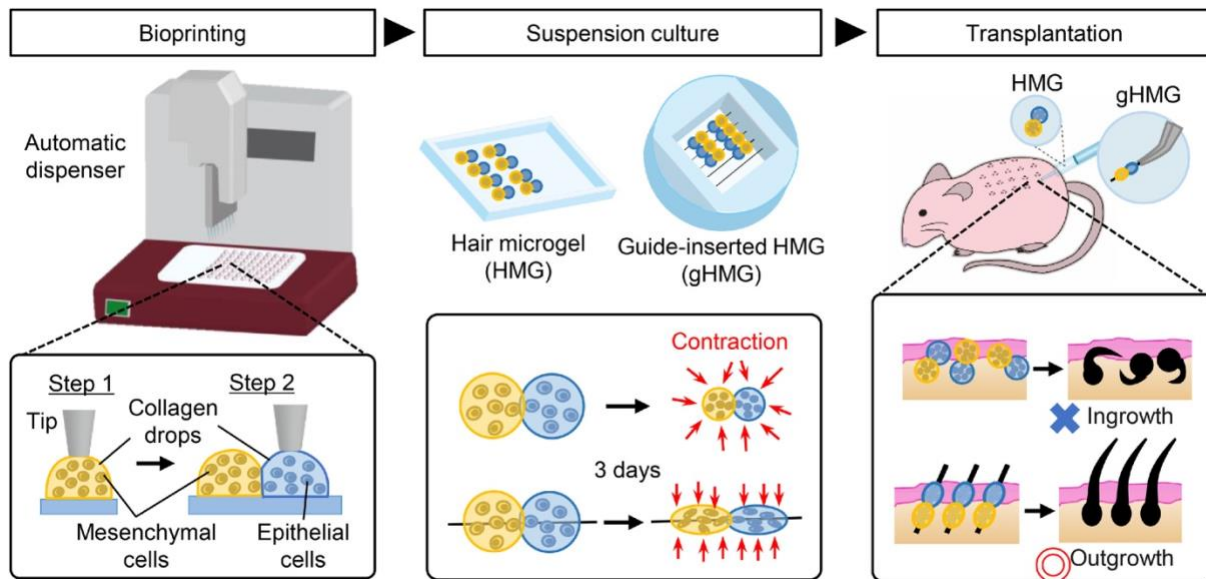 Bioprinting
Suspension culture
Transplantation
Automatic
dispenser
Step 1
Step 2
Tip
Collagen
drops
Mesenchymal
cells
Epithelial
cells
Hair microgel
(HMG)
Guide-inserted HMG
(gHMG)
Contraction
3 days
HMG
gHMG
Ingrowth
Outgrowth